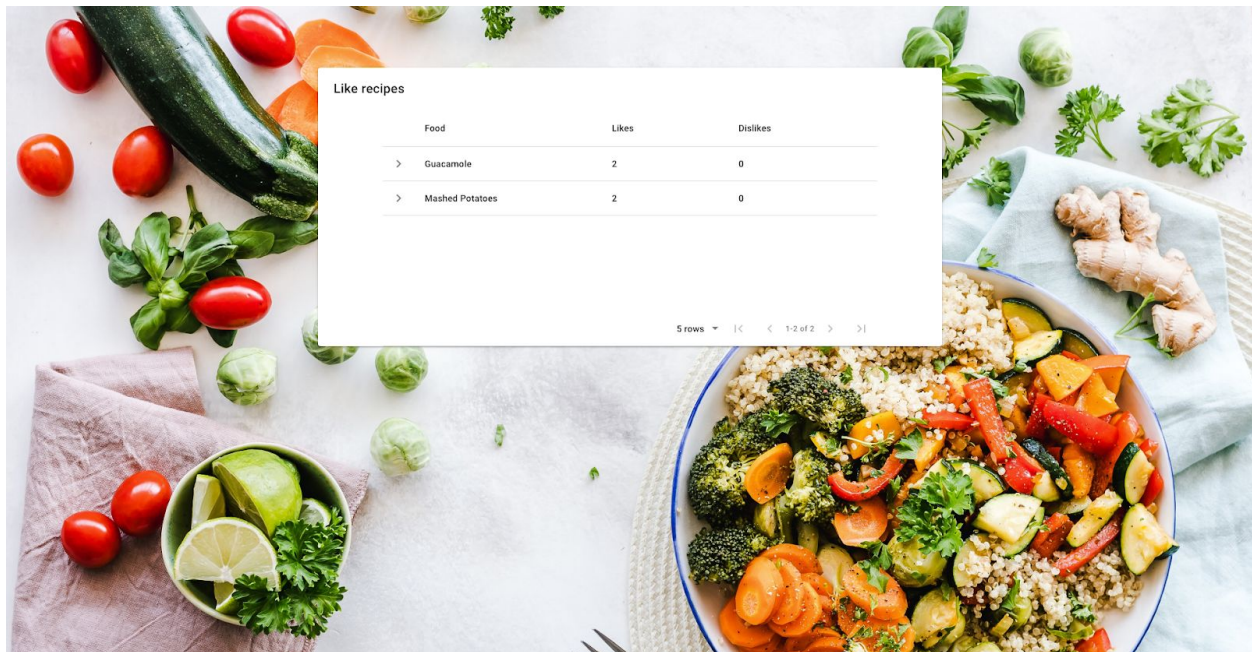 Like recipes
Food Likes Dislikes
Guacamole 2 0
Mashed Potatoes 2 0
5 rows 1-2 of 2